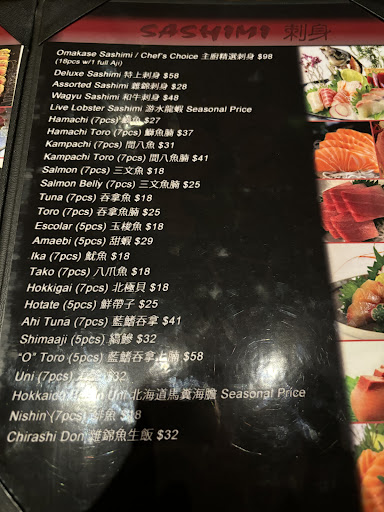 SASHIMI 刺身
Omakase Sashimi / Chef's Choice 主廚精選刺身 $98
(18pcs w/1 full Aji)
Deluxe Sashimi 特上刺身 $58
Assorted Sashimi 雜錦刺身 $28
Wagyu Sashimi 和牛刺身 $48
Live Lobster Sashimi 游水龍蝦 Seasonal Price
Hamachi (7pcs) 鰤魚 $27
Hamachi Toro (7pcs) 鰤魚腩 $37
Kampachi (7pcs) 間八魚 $31
Kampachi Toro (7pcs) 間八魚腩 $41
Salmon (7pcs) 三文魚 $18
Salmon Belly (7pcs) 三文魚腩 $25
Tuna (7pcs) 吞拿魚 $18
Toro (7pcs) 吞拿魚腩 $25
Escolar (5pcs) 玉梭魚 $18
Amaebi (5pcs) 甜蝦 $29
Ika (7pcs) 魷魚 $18
Tako (7pcs) 八爪魚 $18
Hokkigai (7pcs) 北極貝 $18
Hotate (5pcs) 鮮帶子 $25
Ahi Tuna (7pcs) 藍鰭吞拿 $41
Shimaaji (5pcs) 縞鰺 $32
"O" Toro (5pcs) 藍鰭吞拿上腩 $58
Uni (7pcs) $32
Hokkaido Uni 北海道馬糞海膽 Seasonal Price
Nishin (7pcs) 魚 $18
Chirashi Don 雜錦魚生飯 $32